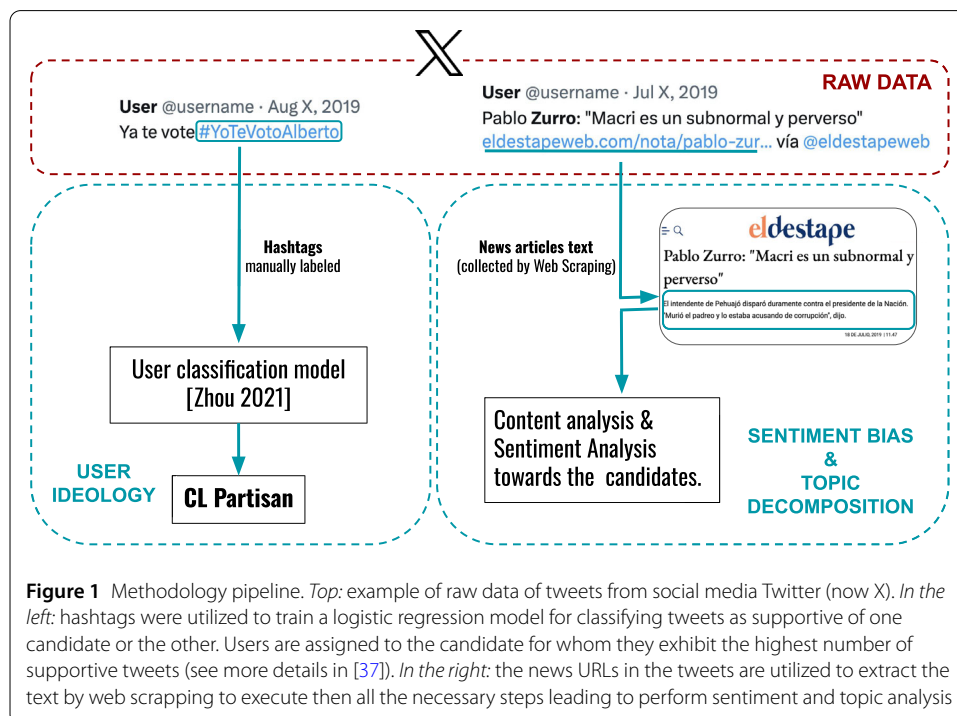 RAW DATA
User @username · Aug X, 2019
Ya te vote #YoTeVotoAlberto
User @username · Jul X, 2019
Pablo Zurro: "Macri es un subnormal y perverso"
eldestapeweb.com/nota/pablo-zur... vía @eldestapeweb
Hashtags
manually labeled
User classification model
[Zhou 2021]
USER
IDEOLOGY
CL Partisan
News articles text
(collected by Web Scraping)
eldestape
Pablo Zurro: "Macri es un subnormal y
perverso"
El intendente de Pehuajó disparó duramente contra el presidente de la Nación.
"Murió el padreo y lo estaba acusando de corrupción", dijo.
18 DE JULIO, 2019 | 11:47
Content analysis &
Sentiment Analysis
towards the candidates.
SENTIMENT BIAS
&
TOPIC
DECOMPOSITION
Figure 1 Methodology pipeline. Top: example of raw data of tweets from social media Twitter (now X). In the
left: hashtags were utilized to train a logistic regression model for classifying tweets as supportive of one
candidate or the other. Users are assigned to the candidate for whom they exhibit the highest number of
supportive tweets (see more details in [37]). In the right: the news URLs in the tweets are utilized to extract the
text by web scrapping to execute then all the necessary steps leading to perform sentiment and topic analysis